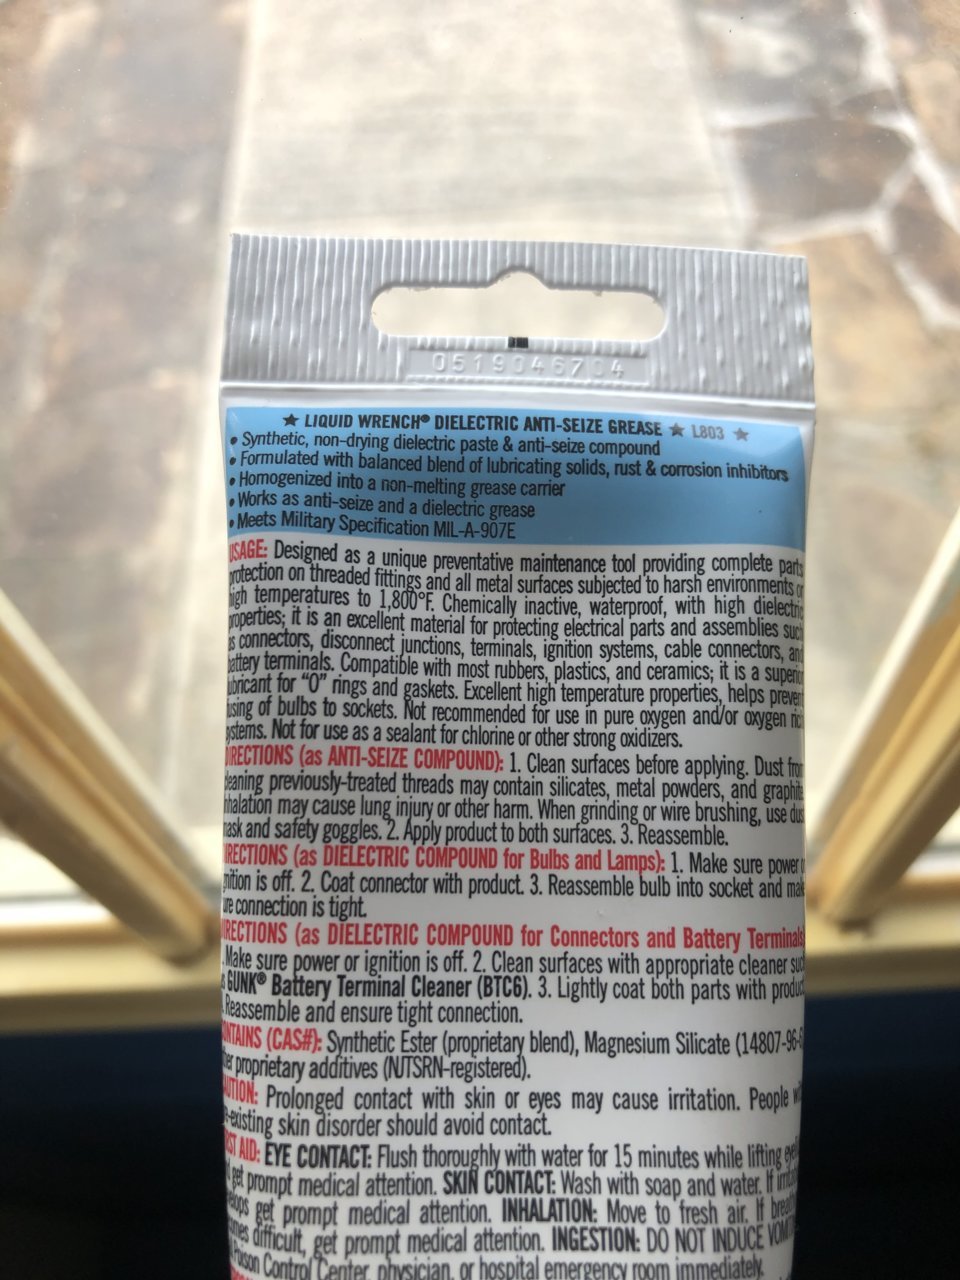 0519046704
★ LIQUID WRENCH® DIELECTRIC ANTI-SEIZE GREASE ★ L803 ★
• Synthetic, non-drying dielectric paste & anti-seize compound
• Formulated with balanced blend of lubricating solids, rust & corrosion inhibitors
• Homogenized into a non-melting grease carrier
• Works as anti-seize and a dielectric grease
• Meets Military Specification MIL-A-907E
USAGE: Designed as a unique preventative maintenance tool providing complete parts
protection on threaded fittings and all metal surfaces subjected to harsh environments or
high temperatures to 1,800°F. Chemically inactive, waterproof, with high dielectric
properties; it is an excellent material for protecting electrical parts and assemblies such
as connectors, disconnect junctions, terminals, ignition systems, cable connectors, and
battery terminals. Compatible with most rubbers, plastics, and ceramics; it is a superior
lubricant for "O" rings and gaskets. Excellent high temperature properties, helps prevent
fusing of bulbs to sockets. Not recommended for use in pure oxygen and/or oxygen rich
systems. Not for use as a sealant for chlorine or other strong oxidizers.
DIRECTIONS (as ANTI-SEIZE COMPOUND): 1. Clean surfaces before applying. Dust from
cleaning previously-treated threads may contain silicates, metal powders, and graphite
inhalation may cause lung injury or other harm. When grinding or wire brushing, use dust
mask and safety goggles. 2. Apply product to both surfaces. 3. Reassemble.
DIRECTIONS (as DIELECTRIC COMPOUND for Bulbs and Lamps): 1. Make sure power or
ignition is off. 2. Coat connector with product. 3. Reassemble bulb into socket and make
sure connection is tight.
DIRECTIONS (as DIELECTRIC COMPOUND for Connectors and Battery Terminals)
Make sure power or ignition is off. 2. Clean surfaces with appropriate cleaner such
as GUNK® Battery Terminal Cleaner (BTC6). 3. Lightly coat both parts with product
Reassemble and ensure tight connection.
CONTAINS (CAS#): Synthetic Ester (proprietary blend), Magnesium Silicate (14807-96-6)
other proprietary additives (NJTSRN-registered).
CAUTION: Prolonged contact with skin or eyes may cause irritation. People with
pre-existing skin disorder should avoid contact.
FIRST AID: EYE CONTACT: Flush thoroughly with water for 15 minutes while lifting
get prompt medical attention. SKIN CONTACT: Wash with soap and water. If
develops get prompt medical attention. INHALATION: Move to fresh air. If
difficult, get prompt medical attention. INGESTION: DO NOT INDUCE
Poison Control Center, physician, or hospital emergency room immediately.